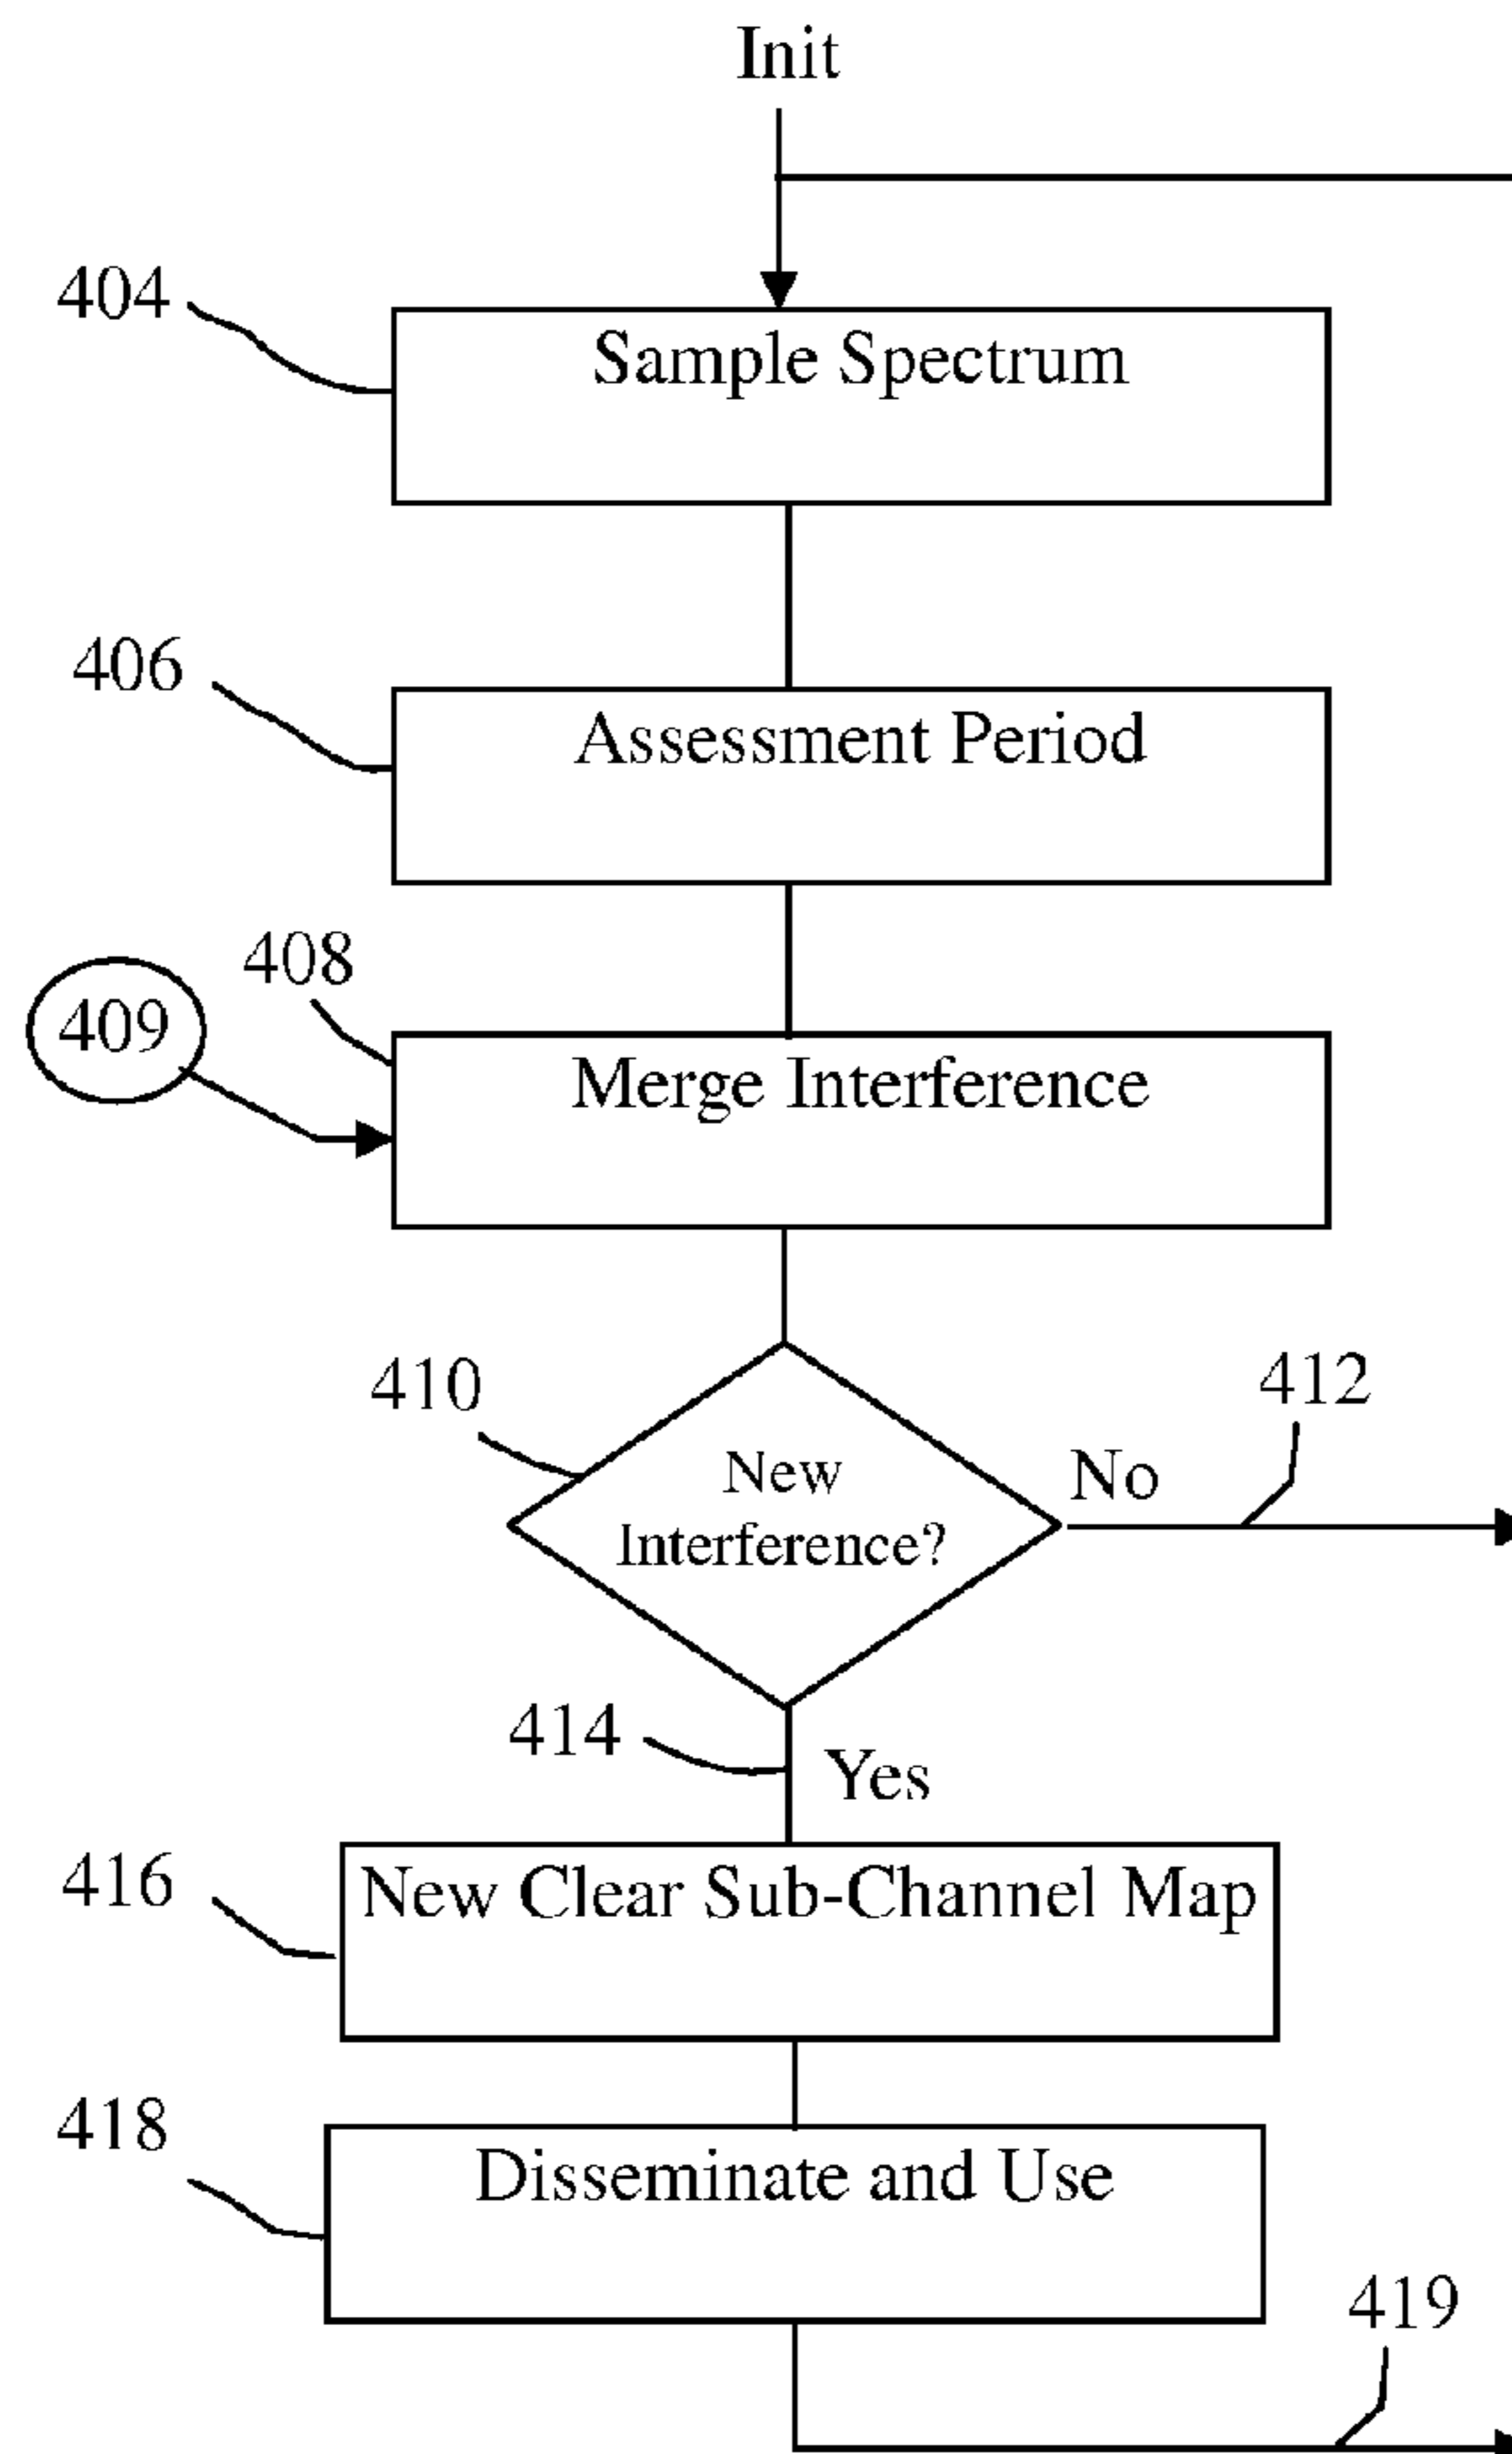 Init
404
Sample Spectrum
406
Assessment Period
408
409
Merge Interference
410
412
New
Interference?
No
414
Yes
416
New Clear Sub-Channel Map
418
Disseminate and Use
419